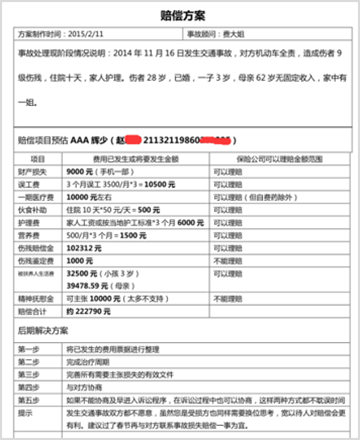 赔偿方案
方案制作时间：2015/2/11 事故顾问：费大姐
事故处理现阶段情况说明：2014 年 11 月 16 日发生交通事故，对方机动车全责，造成伤者 9
级伤残，住院十天，家人护理。伤者 28 岁，已婚，一子 3 岁，母亲 62 岁无固定收入，家中有
一姐。
赔偿项目预估 AAA 辉少（赵 21132119860
项目 费用已发生或将要发生金额 保险公司可以理赔金额范围
财产损失 9000 元（手机一部） 可以理赔
误工费 3 个月误工 3500/月*3＝10500 元 可以理赔
一期医疗费 10000 元左右 可以理赔（但自费药除外）
伙食补助 住院 10 天*50 元/天＝500 元 可以理赔
护理费 家人工资或按当地护工标准*3 个月 6000 元 可以理赔
营养费 500/月*3 个月＝1500 元 可以理赔
伤残赔偿金 102312 元 可以理赔
伤残鉴定费 1000 元 不能理赔
被扶养人生活费 32500 元（小孩 3 岁） 可以理赔
39478.59 元（母亲）
精神抚慰金 可主张 10000 元（太多不支持） 可以理赔
赔偿合计 约 222790 元
后期解决方案
第一步 将已发生的费用票据进行整理
第二步 完成治疗周期
第三步 完善所有需要主张损失的有效文件
第四步 与对方协商
第五步 如果不能协商及早进入诉讼程序，在诉讼过程中也可以协商，这样两种方式都不耽误时间
提示 发生交通事故双方都不愿意，虽然您是受损方也同样需要换位思考，宽以待人对赔偿会更
有利。建议过了春节再与对方联系事故损失赔偿一事为宜。